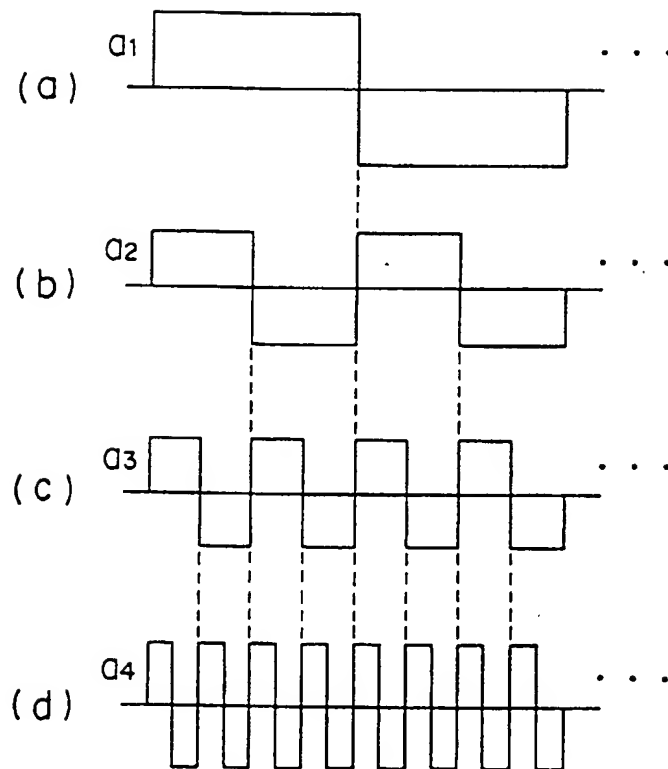 a1
. . .
(a)
a2
. . .
(b)
a3
. . .
(c)
a4
. . .
(d)